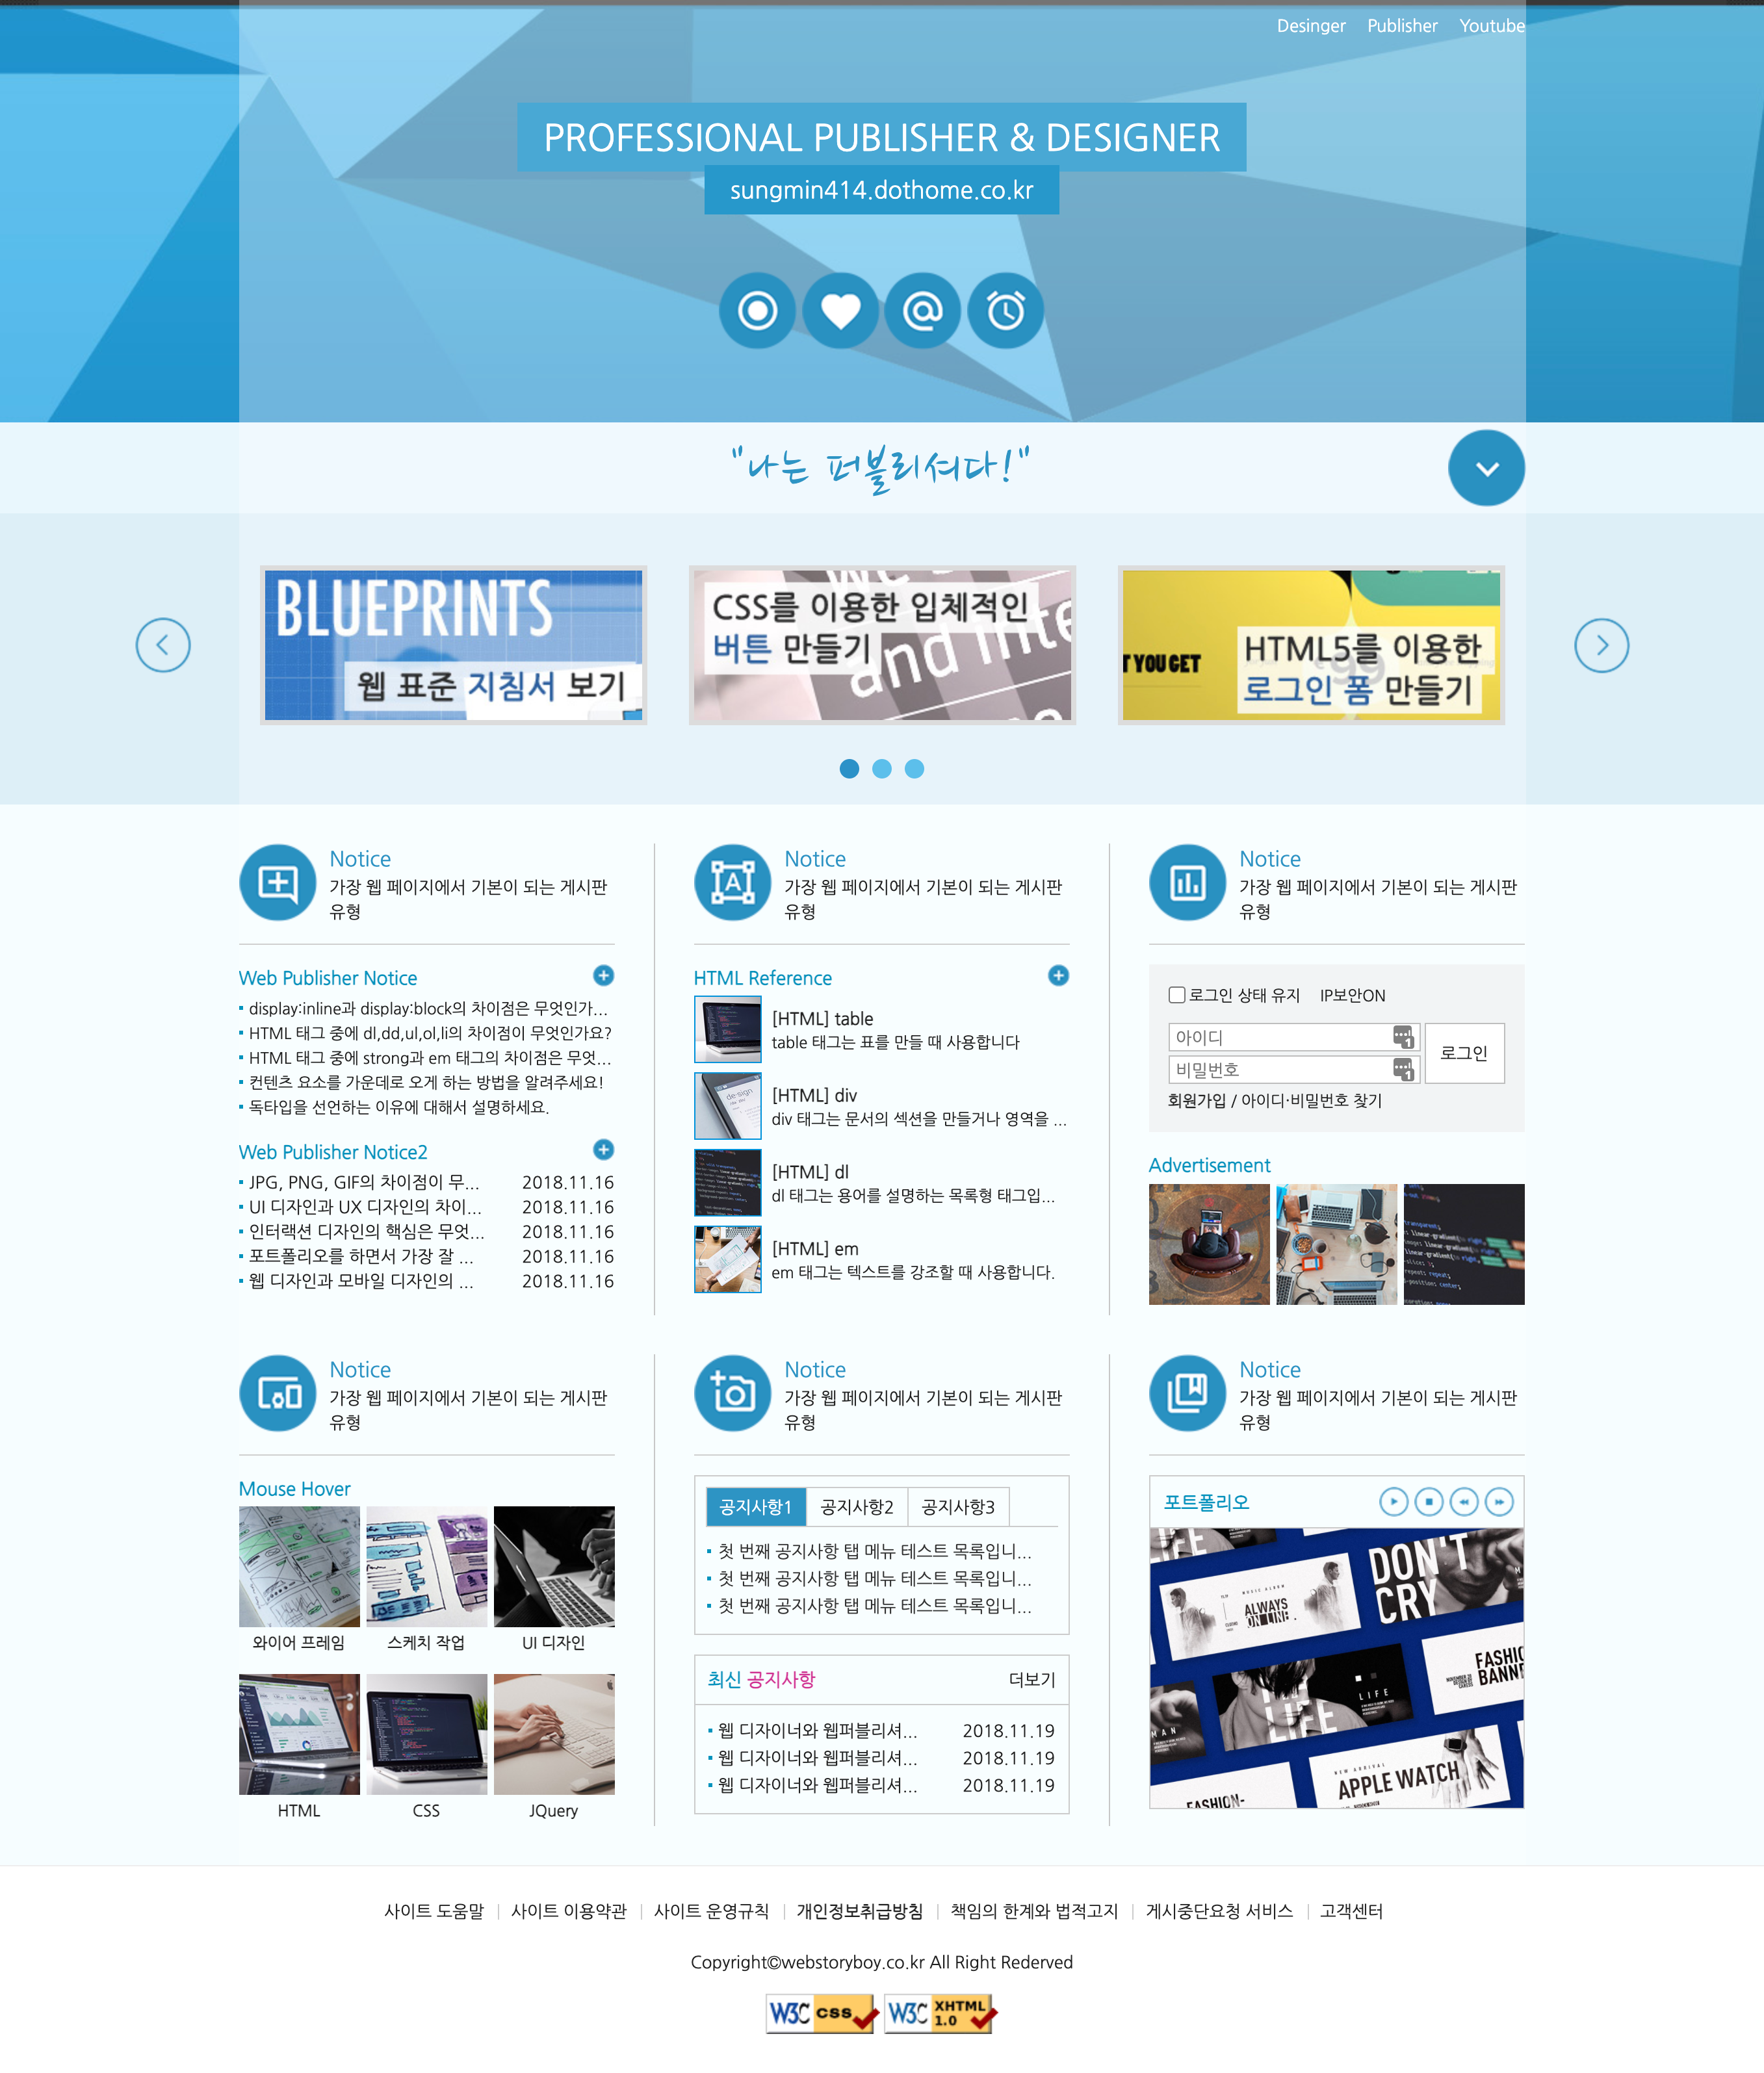 Desinger Publisher Youtube
PROFESSIONAL PUBLISHER & DESIGNER
sungmin414.dothome.co.kr
"나는 퍼블리셔다!"
BLUEPRINTS
웹 표준 지침서 보기
CSS를 이용한 입체적인
버튼 만들기
and inte
T YOU GET
HTML5를 이용한
로그인 폼 만들기
Notice
가장 웹 페이지에서 기본이 되는 게시판
유형
Web Publisher Notice
display:inline과 display:block의 차이점은 무엇인가...
HTML 태그 중에 dl,dd,ul,ol,li의 차이점이 무엇인가요?
HTML 태그 중에 strong과 em 태그의 차이점은 무엇...
컨텐츠 요소를 가운데로 오게 하는 방법을 알려주세요!
독타입을 선언하는 이유에 대해서 설명하세요.
Web Publisher Notice2
JPG, PNG, GIF의 차이점이 무... 2018.11.16
UI 디자인과 UX 디자인의 차이... 2018.11.16
인터랙션 디자인의 핵심은 무엇... 2018.11.16
포트폴리오를 하면서 가장 잘 ... 2018.11.16
웹 디자인과 모바일 디자인의 ... 2018.11.16
Notice
가장 웹 페이지에서 기본이 되는 게시판
유형
HTML Reference
[HTML] table
table 태그는 표를 만들 때 사용합니다
[HTML] div
div 태그는 문서의 섹션을 만들거나 영역을 ...
[HTML] dl
dl 태그는 용어를 설명하는 목록형 태그입...
[HTML] em
em 태그는 텍스트를 강조할 때 사용합니다.
Notice
가장 웹 페이지에서 기본이 되는 게시판
유형
로그인 상태 유지 IP보안ON
아이디
비밀번호
로그인
회원가입 / 아이디·비밀번호 찾기
Advertisement
Notice
가장 웹 페이지에서 기본이 되는 게시판
유형
Mouse Hover
와이어 프레임 스케치 작업 UI 디자인
HTML CSS JQuery
Notice
가장 웹 페이지에서 기본이 되는 게시판
유형
공지사항1 공지사항2 공지사항3
첫 번째 공지사항 탭 메뉴 테스트 목록입니...
첫 번째 공지사항 탭 메뉴 테스트 목록입니...
첫 번째 공지사항 탭 메뉴 테스트 목록입니...
최신 공지사항 더보기
웹 디자이너와 웹퍼블리셔... 2018.11.19
웹 디자이너와 웹퍼블리셔... 2018.11.19
웹 디자이너와 웹퍼블리셔... 2018.11.19
Notice
가장 웹 페이지에서 기본이 되는 게시판
유형
포트폴리오
DON'T
CRY
ALWAYS
ON LINE.
FASHION
BANN
LIFE
LIFE
NEW ARRIVAL
APPLE WATCH
FASHION-
사이트 도움말 사이트 이용약관 사이트 운영규칙 개인정보취급방침 책임의 한계와 법적고지 게시중단요청 서비스 고객센터
Copyright©webstoryboy.co.kr All Right Rederved
W3C css W3C XHTML 1.0